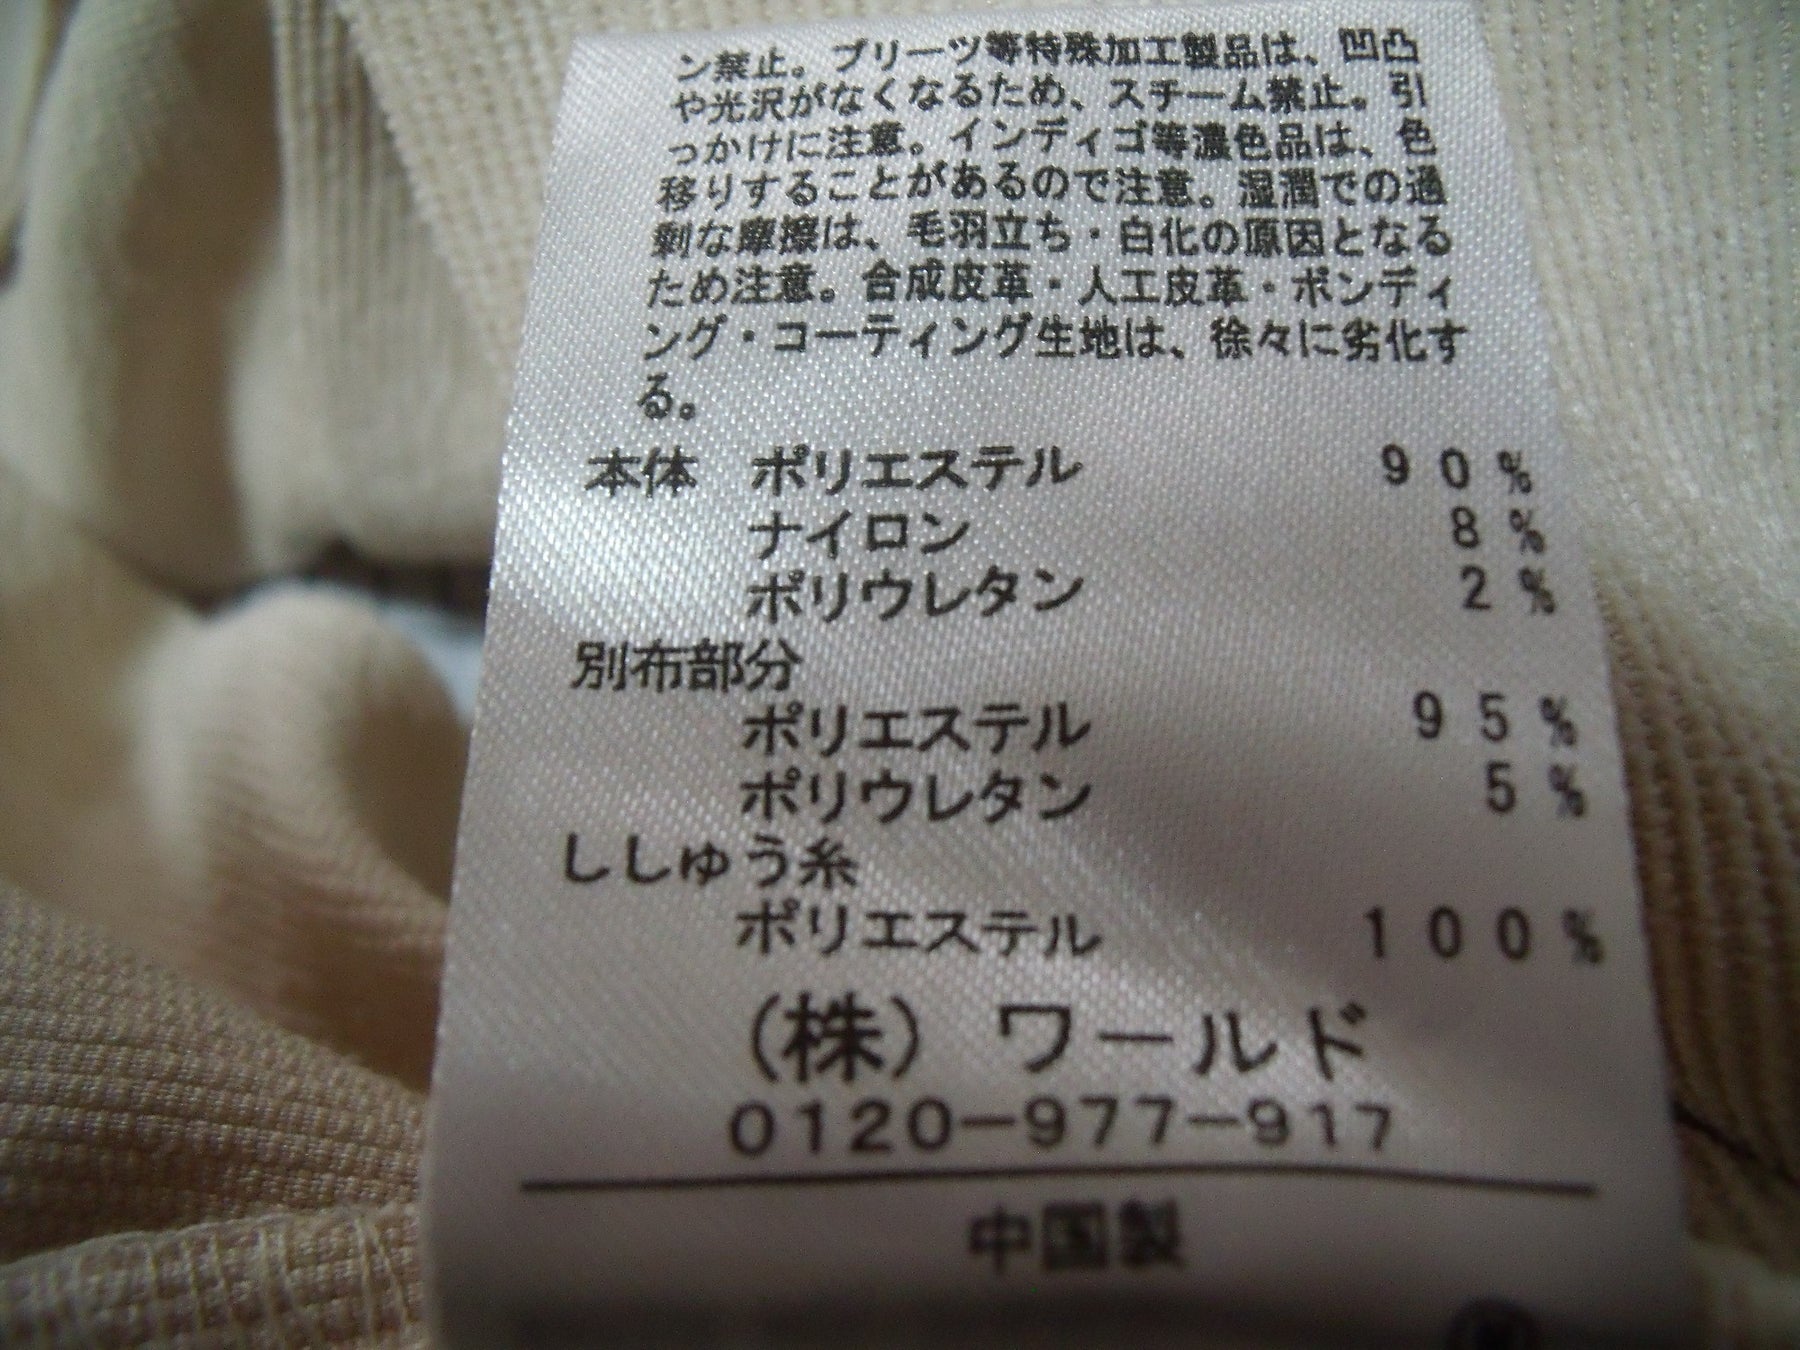 ン禁止。プリーツ等特殊加工製品は、凹凸
や光沢がなくなるため、スチーム禁止。引
っかけに注意。インディゴ等濃色品は、色
移りすることがあるので注意。湿潤での過
剰な摩擦は、毛羽立ち・白化の原因となる
ため注意。合成皮革・人工皮革・ボンディ
ング・コーティング生地は、徐々に劣化す
る。
本体 ポリエステル 90%
ナイロン 8%
ポリウレタン 2%
別布部分
ポリエステル 95%
ポリウレタン 5%
ししゅう糸
ポリエステル 100%
(株) ワールド
0120-977-917
中国製